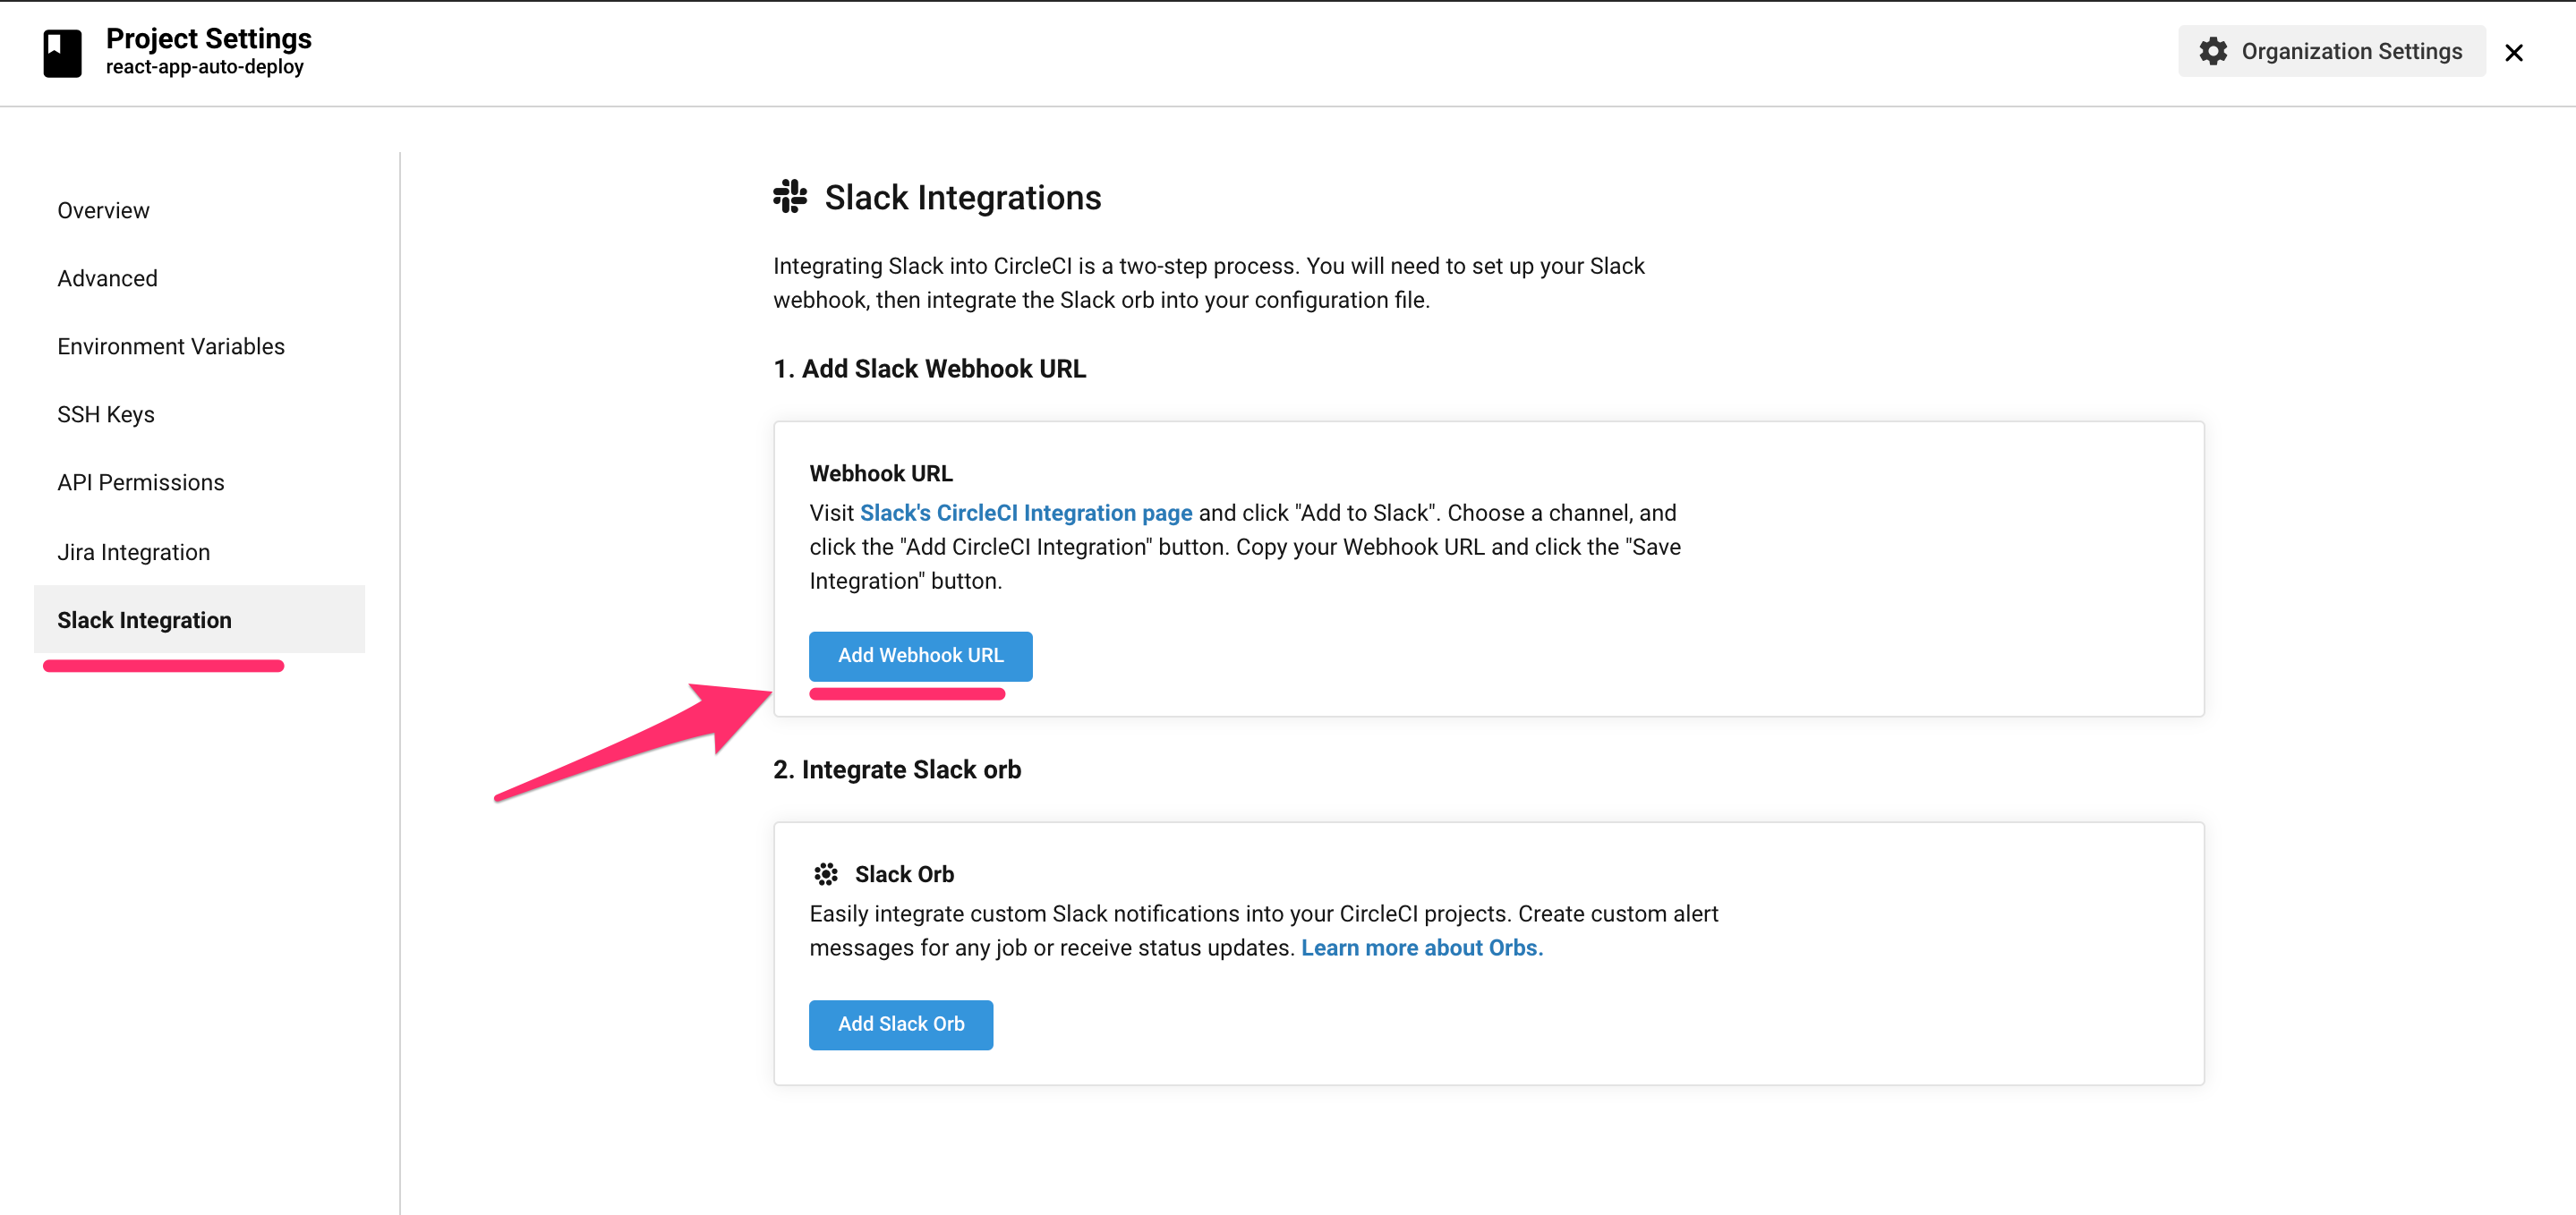 Project Settings
react-app-auto-deploy
Organization Settings
Overview
Advanced
Environment Variables
SSH Keys
API Permissions
Jira Integration
Slack Integration
Slack Integrations
Integrating Slack into CircleCI is a two-step process. You will need to set up your Slack
webhook, then integrate the Slack orb into your configuration file.
1. Add Slack Webhook URL
Webhook URL
Visit Slack's CircleCI Integration page and click "Add to Slack". Choose a channel, and
click the "Add CircleCI Integration" button. Copy your Webhook URL and click the "Save
Integration" button.
Add Webhook URL
2. Integrate Slack orb
Slack Orb
Easily integrate custom Slack notifications into your CircleCI projects. Create custom alert
messages for any job or receive status updates. Learn more about Orbs.
Add Slack Orb